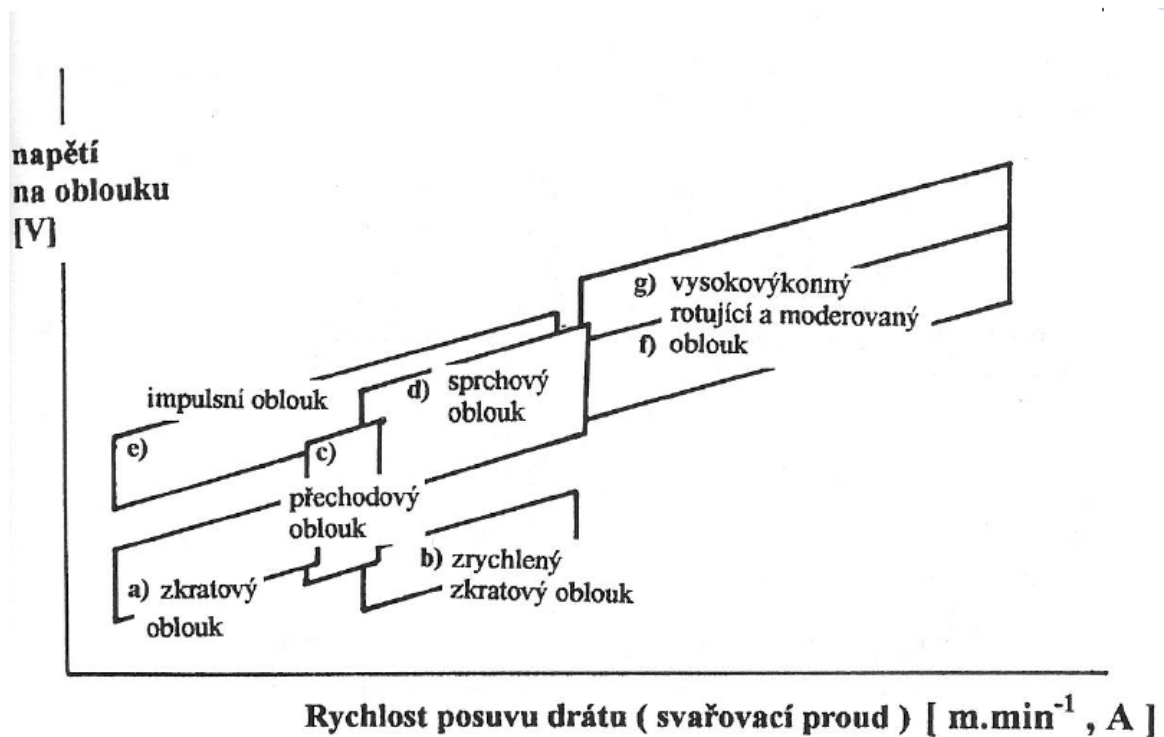 napětí
na oblouku
[V]
g) vysokovýkonný
rotující a moderovaný
f) oblouk
impulsní oblouk
d) sprchový
oblouk
e)
c)
přechodový
oblouk
b) zrychlený
zkratový oblouk
a) zkratový
oblouk
Rychlost posuvu drátu ( svařovací proud ) [ m.min⁻¹ , A ]